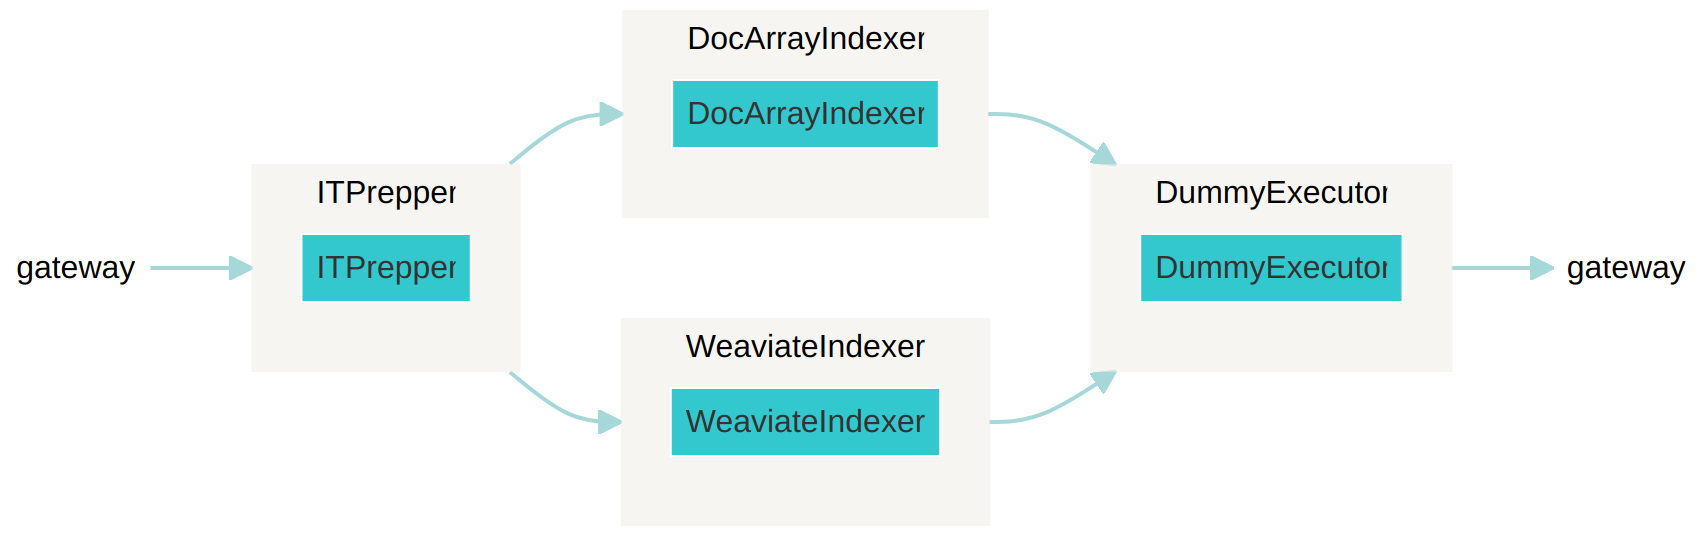 gateway
ITPrepper
ITPrepper
DocArrayIndexer
DocArrayIndexer
WeaviateIndexer
WeaviateIndexer
DummyExecutor
DummyExecutor
gateway